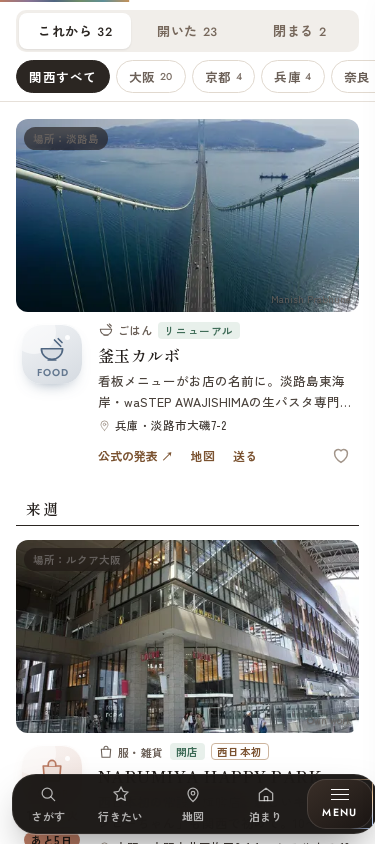 これから 32 開いた 23 閉まる 2
関西すべて 大阪 20 京都 4 兵庫 4 奈良
場所：淡路島
ごはん リニューアル
釜玉カルボ
FOOD
看板メニューがお店の名前に。淡路島東海
岸・waSTEP AWAJISHIMAの生パスタ専門…
兵庫・淡路市大磯7-2
公式の発表 ↗ 地図 送る
来週
場所：ルクア大阪
服・雑貨 開店 西日本初
NARUMIYA HAPPY PARK
さがす 行きたい 地図 泊まり MENU
あと5日